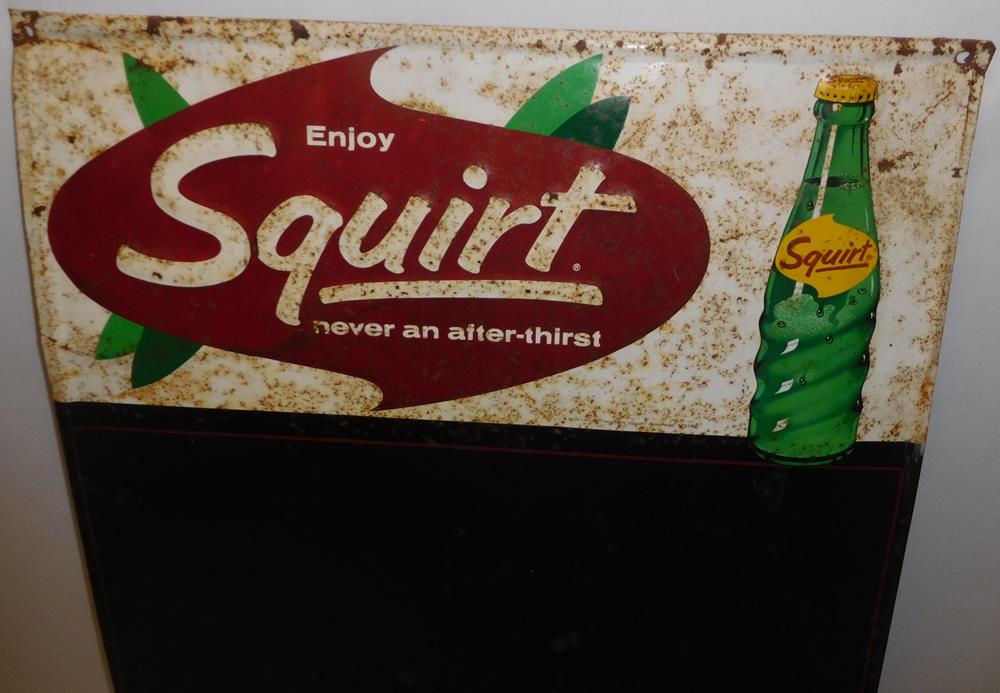 Enjoy
Squirt®
never an after-thirst
Squirt